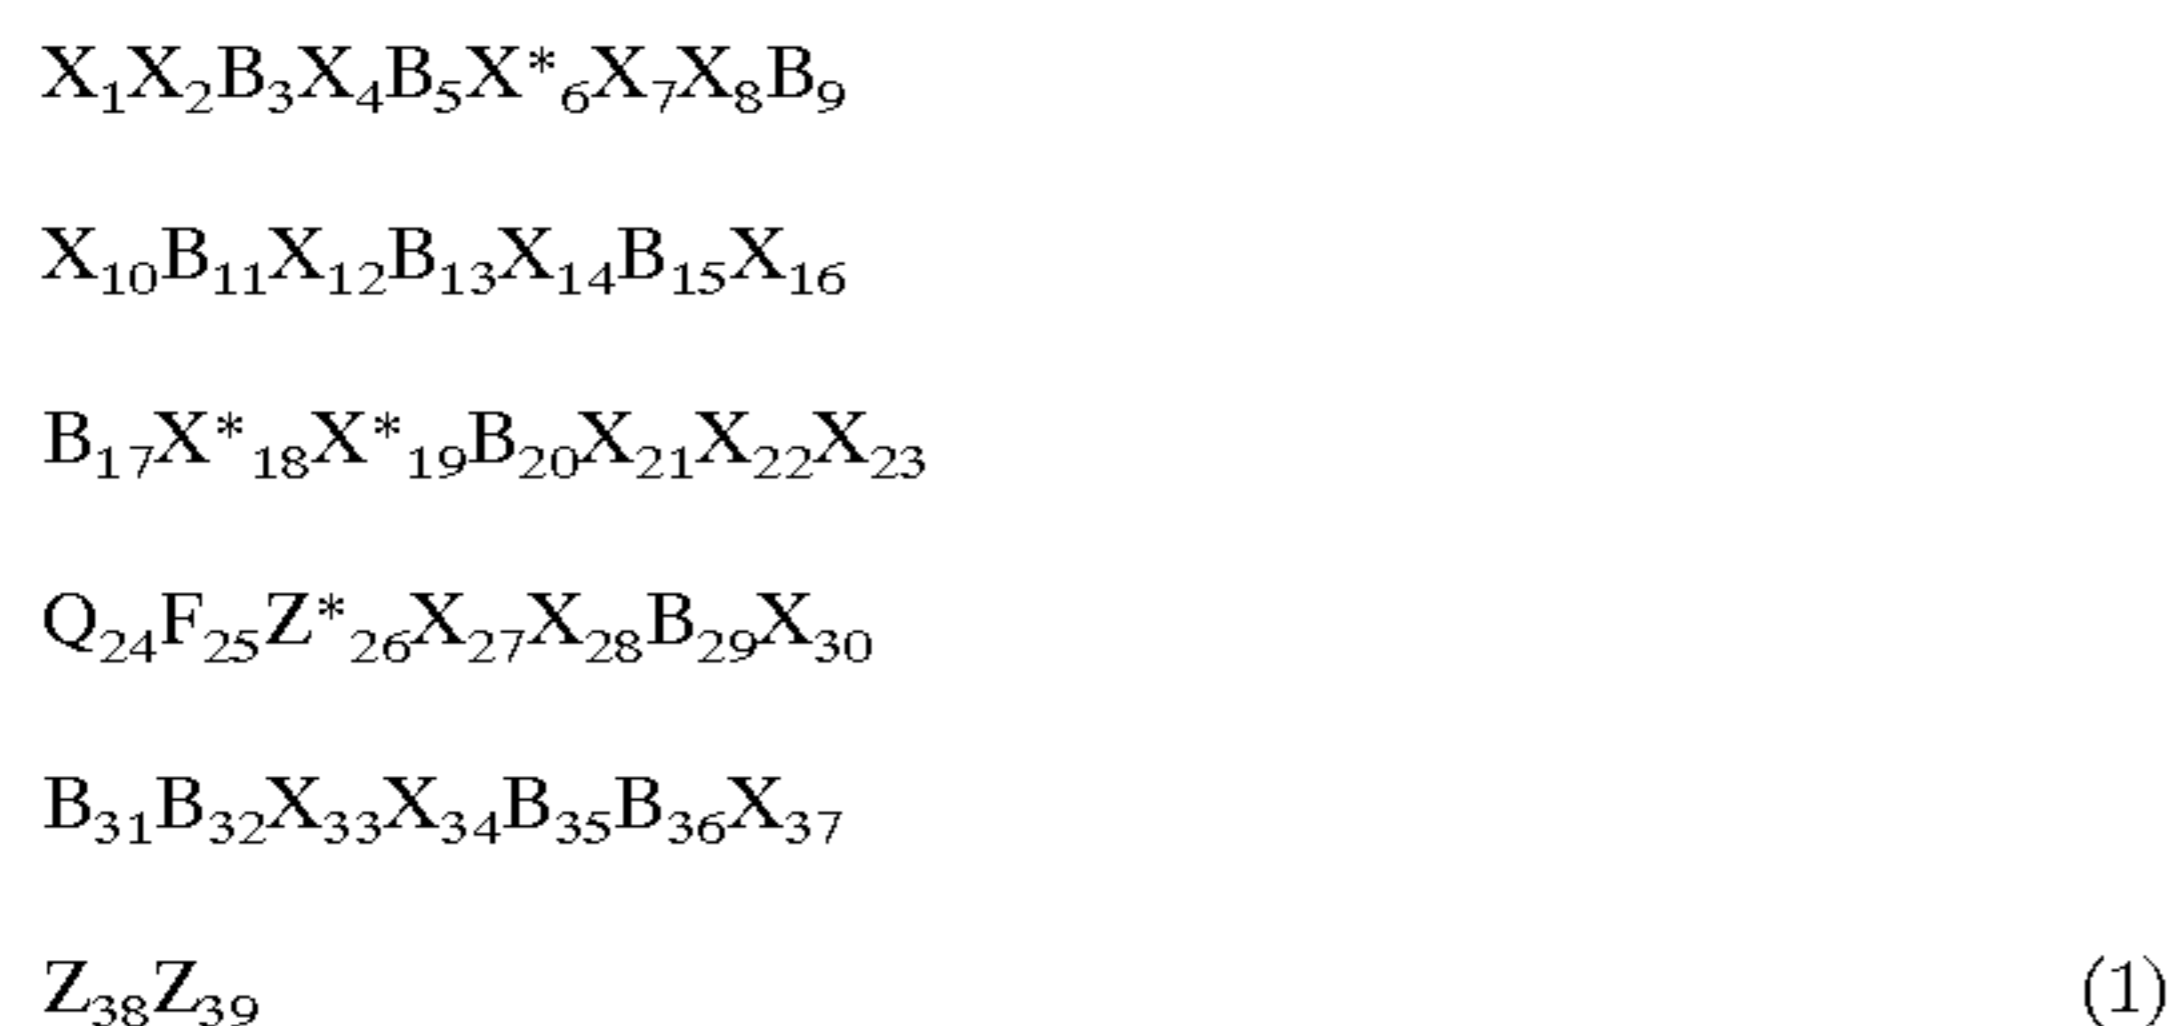 X₁X₂B₃X₄B₅X*₆X₇X₈B₉
X₁₀B₁₁X₁₂B₁₃X₁₄B₁₅X₁₆
B₁₇X*₁₈X*₁₉B₂₀X₂₁X₂₂X₂₃
Q₂₄F₂₅Z*₂₆X₂₇X₂₈B₂₉X₃₀
B₃₁B₃₂X₃₃X₃₄B₃₅B₃₆X₃₇
Z₃₈Z₃₉ (1)